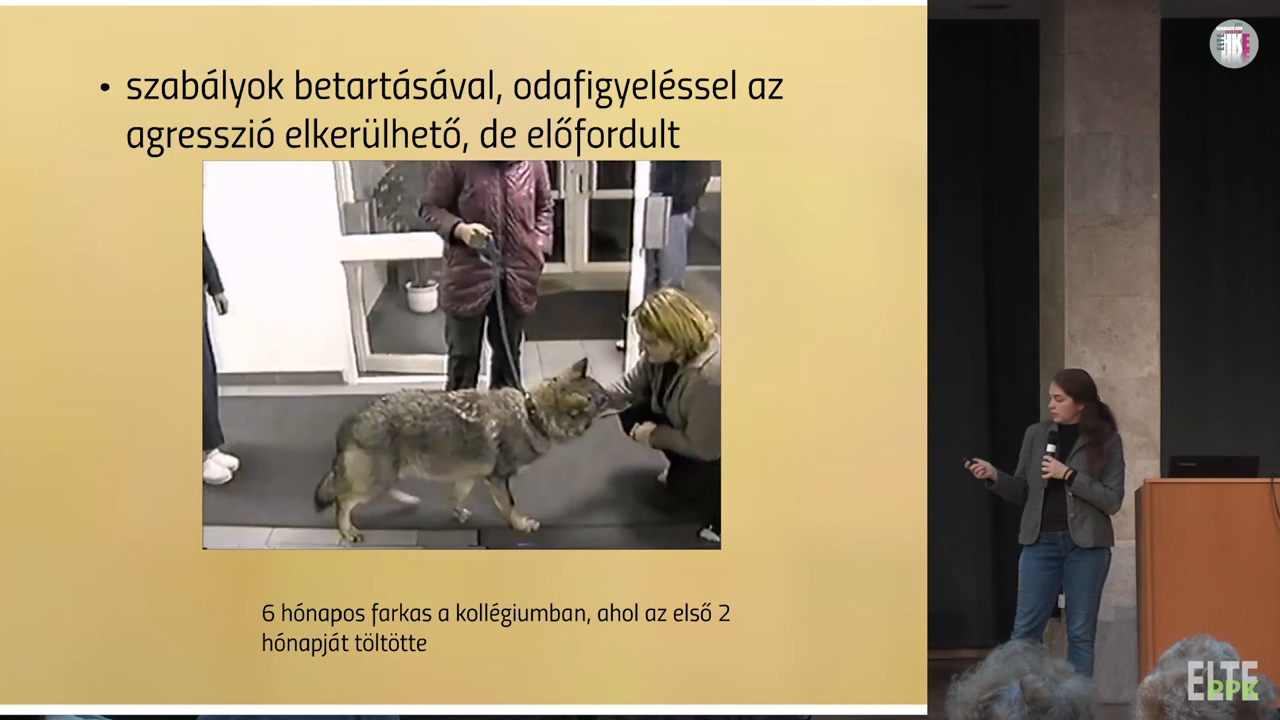 • szabályok betartásával, odafigyeléssel az
agresszió elkerülhető, de előfordult
6 hónapos farkas a kollégiumban, ahol az első 2
hónapját töltötte
ELTE
PPK